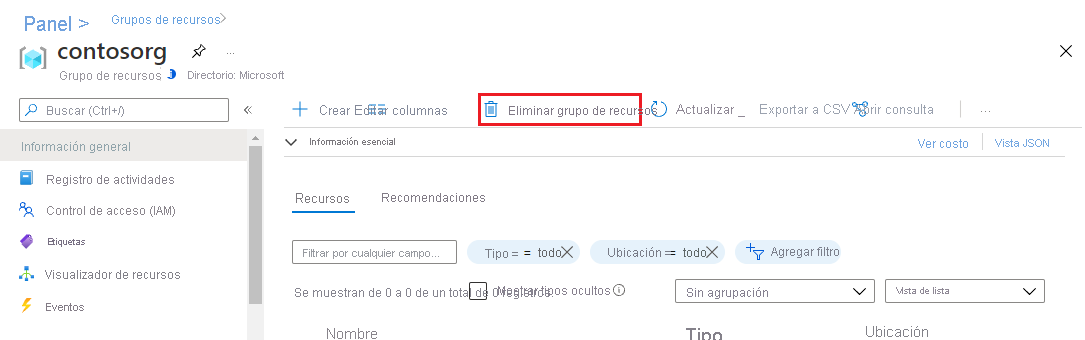 Panel > Grupos de recursos
contosorg ...
Grupo de recursos Directorio: Microsoft
Buscar (Ctrl+/) «
Crear Editar columnas Eliminar grupo de recursos Actualizar _ Exportar a CSV Abrir consulta ...
Información general
Información esencial Ver costo Vista JSON
Registro de actividades
Control de acceso (IAM)
Etiquetas
Visualizador de recursos
Eventos
Recursos Recomendaciones
Filtrar por cualquier campo... Tipo = = todo Ubicación == todo Agregar filtro
Se muestran de 0 a 0 de un total de 0 registros. Mostrar tipos ocultos Sin agrupación Vista de lista
Nombre Tipo Ubicación